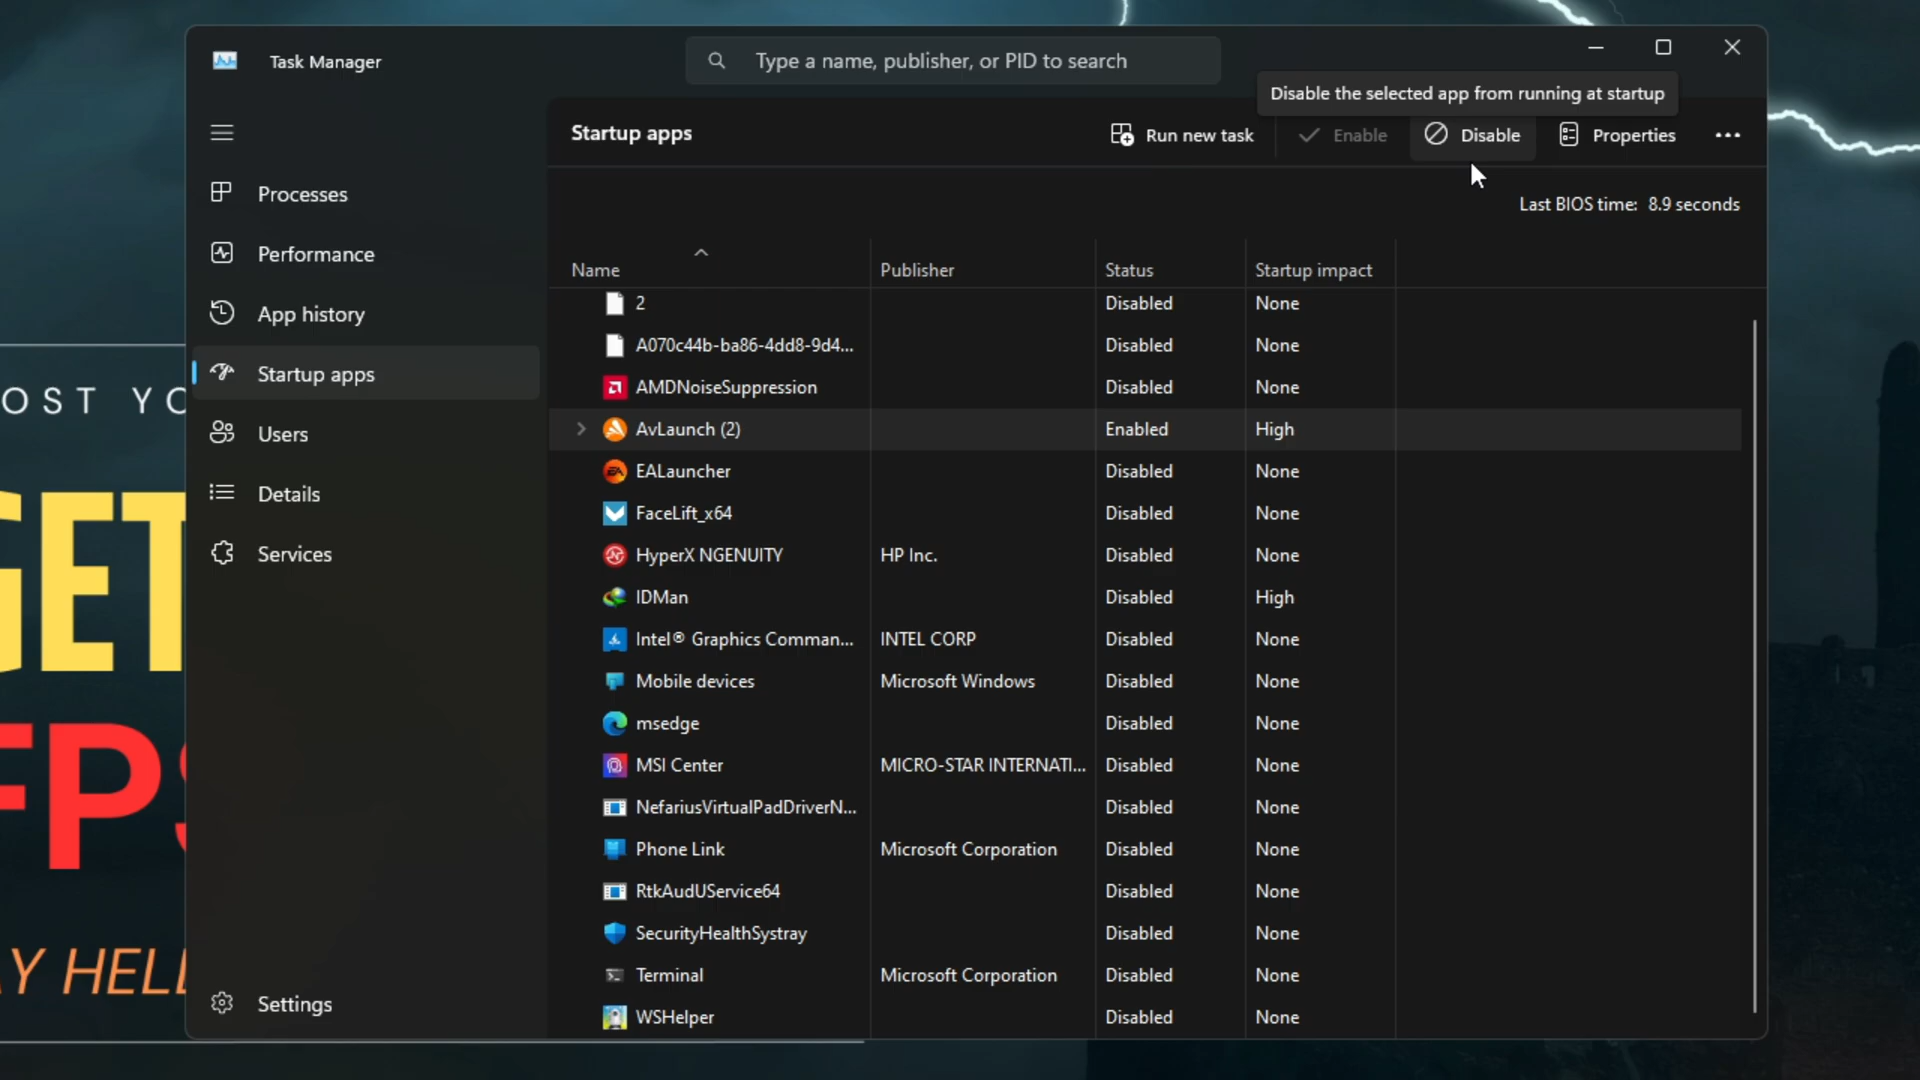 Task Manager
Type a name, publisher, or PID to search
Disable the selected app from running at startup
Startup apps
Run new task
Enable
Disable
Properties
Last BIOS time: 8.9 seconds
Processes
Performance
App history
Startup apps
Users
Details
Services
Settings
Name Publisher Status Startup impact
2 Disabled None
A070c44b-ba86-4dd8-9d4... Disabled None
AMDNoiseSuppression Disabled None
AvLaunch (2) Enabled High
EALauncher Disabled None
FaceLift_x64 Disabled None
HyperX NGENUITY HP Inc. Disabled None
IDMan Disabled High
Intel® Graphics Comman... INTEL CORP Disabled None
Mobile devices Microsoft Windows Disabled None
msedge Disabled None
MSI Center MICRO-STAR INTERNATI... Disabled None
NefariusVirtualPadDriverN... Disabled None
Phone Link Microsoft Corporation Disabled None
RtkAudUService64 Disabled None
SecurityHealthSystray Disabled None
Terminal Microsoft Corporation Disabled None
WSHelper Disabled None
OST YO
GET
FPS
Y HELL